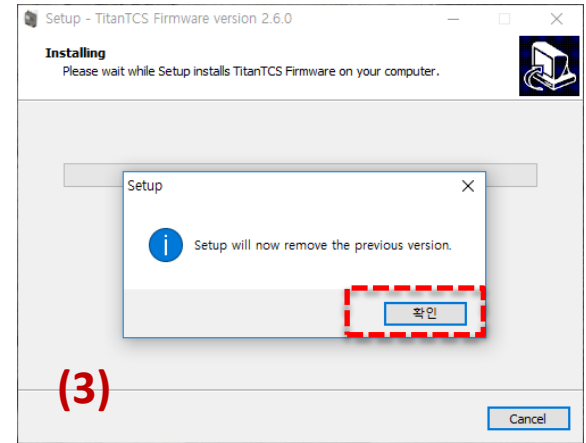 Setup - TitanTCS Firmware version 2.6.0
Installing
Please wait while Setup installs TitanTCS Firmware on your computer.
Setup
Setup will now remove the previous version.
확인
(3)
Cancel